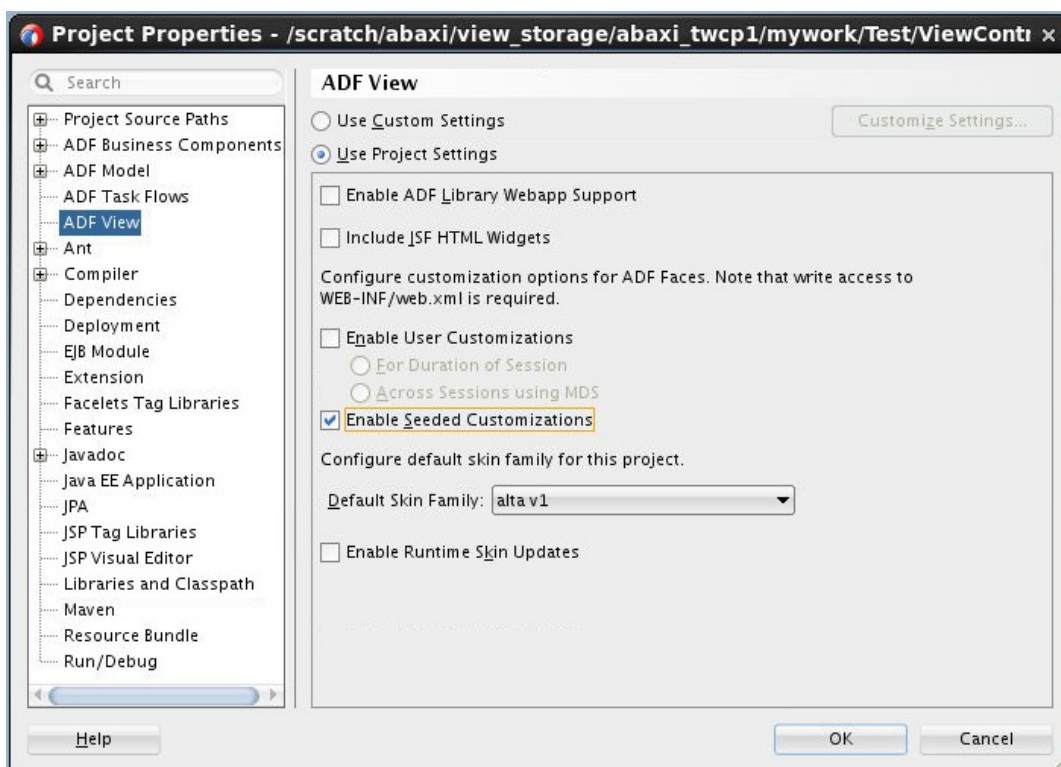 Project Properties - /scratch/abaxi/view_storage/abaxi_twcp1/mywork/Test/ViewContr
Search
Project Source Paths
ADF Business Components
ADF Model
ADF Task Flows
ADF View
Ant
Compiler
Dependencies
Deployment
EJB Module
Extension
Facelets Tag Libraries
Features
Javadoc
Java EE Application
JPA
JSP Tag Libraries
JSP Visual Editor
Libraries and Classpath
Maven
Resource Bundle
Run/Debug
ADF View
Use Custom Settings
Customize Settings...
Use Project Settings
Enable ADF Library Webapp Support
Include JSF HTML Widgets
Configure customization options for ADF Faces. Note that write access to
WEB-INF/web.xml is required.
Enable User Customizations
For Duration of Session
Across Sessions using MDS
Enable Seeded Customizations
Configure default skin family for this project.
Default Skin Family: alta v1
Enable Runtime Skin Updates
Help
OK
Cancel